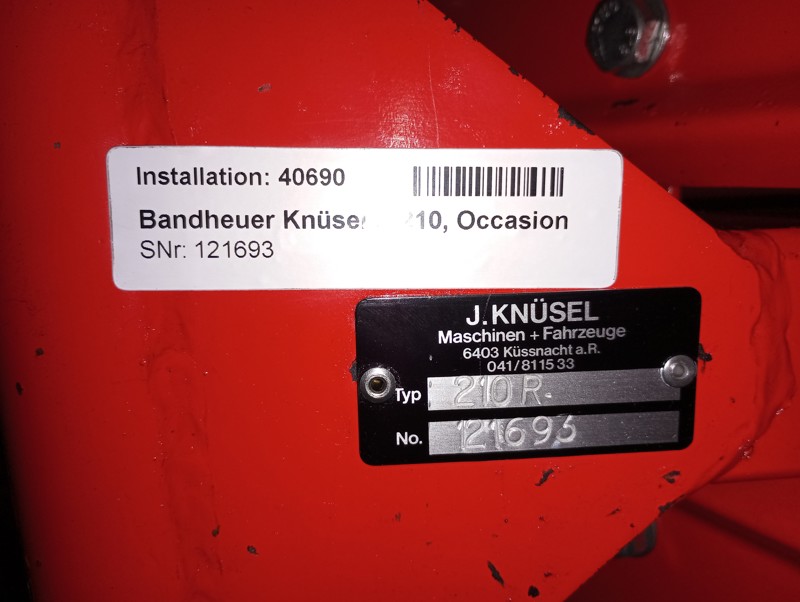 Installation: 40690
Bandheuer Knüsel 210, Occasion
SNr: 121693
J.KNÜSEL
Maschinen + Fahrzeuge
6403 Küssnacht a.R.
041/811533
Typ 210 R.
No. 121693